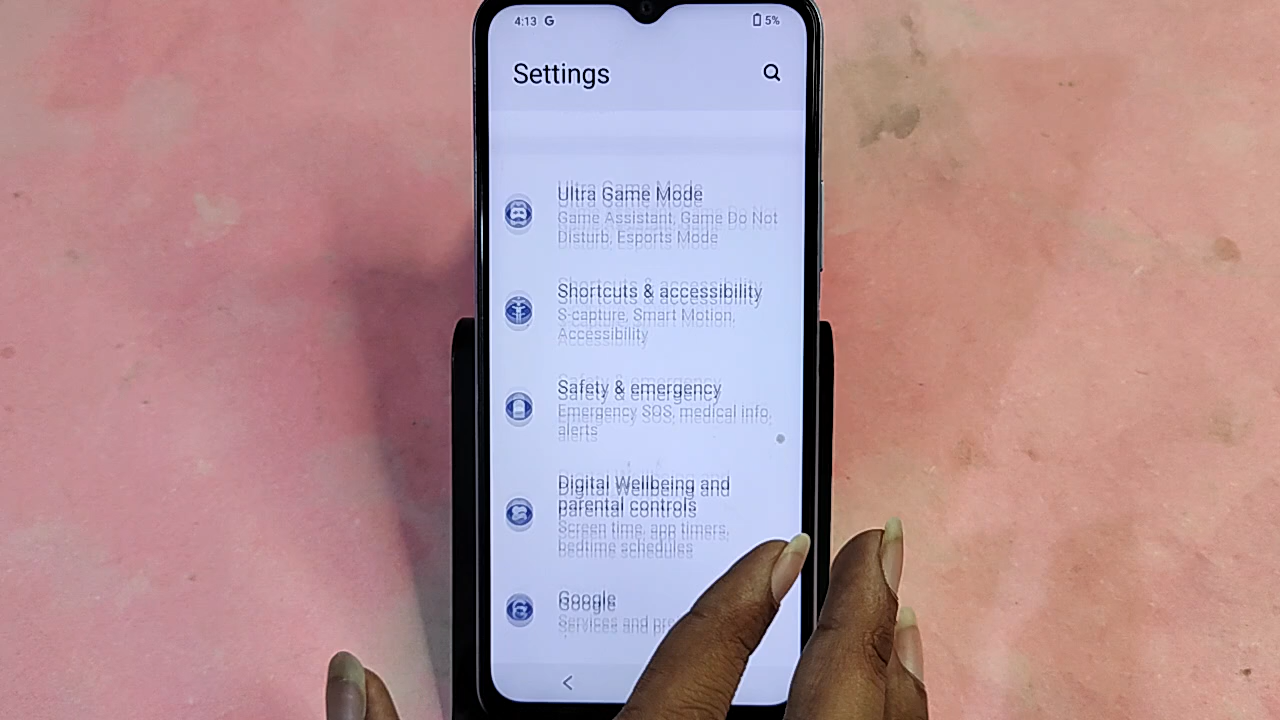 4:13 G 5%
Settings
Ultra Game Mode
Game Assistant, Game Do Not
Disturb, Esports Mode
Shortcuts & accessibility
S-capture, Smart Motion,
Accessibility
Safety & emergency
Emergency SOS, medical info,
alerts
Digital Wellbeing and
parental controls
Screen time, app timers,
bedtime schedules
Google
Services and